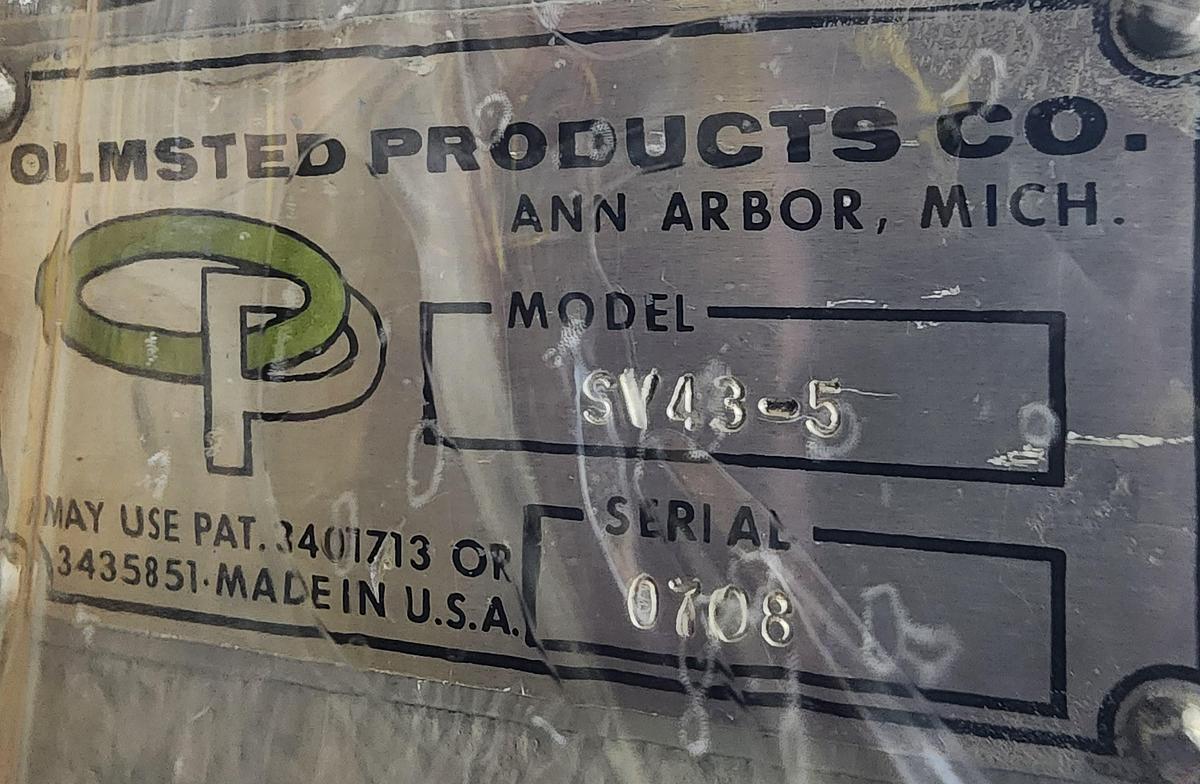 OLMSTED PRODUCTS CO.
ANN ARBOR, MICH.
OP
MODEL
SV43-5
MAY USE PAT. 3401713 OR
3435851·MADE IN U.S.A.
SERIAL
0708